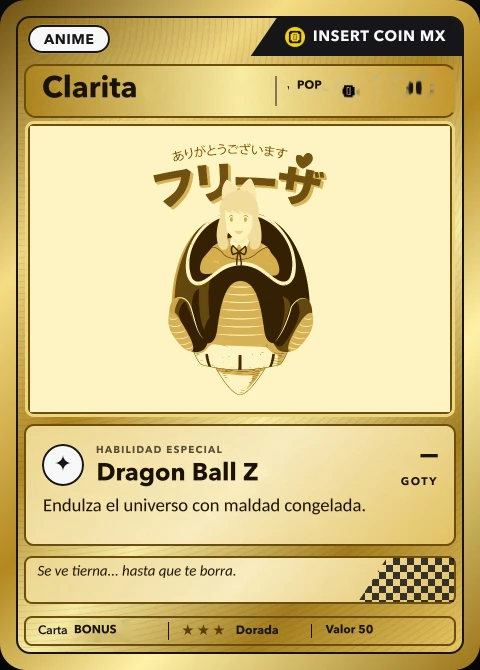 ANIME
INSERT COIN MX
Clarita
POP
ありがとうございます
フリーザ
HABILIDAD ESPECIAL
Dragon Ball Z
GOTY
Endulza el universo con maldad congelada.
Se ve tierna... hasta que te borra.
Carta BONUS
★★★ Dorada
Valor 50